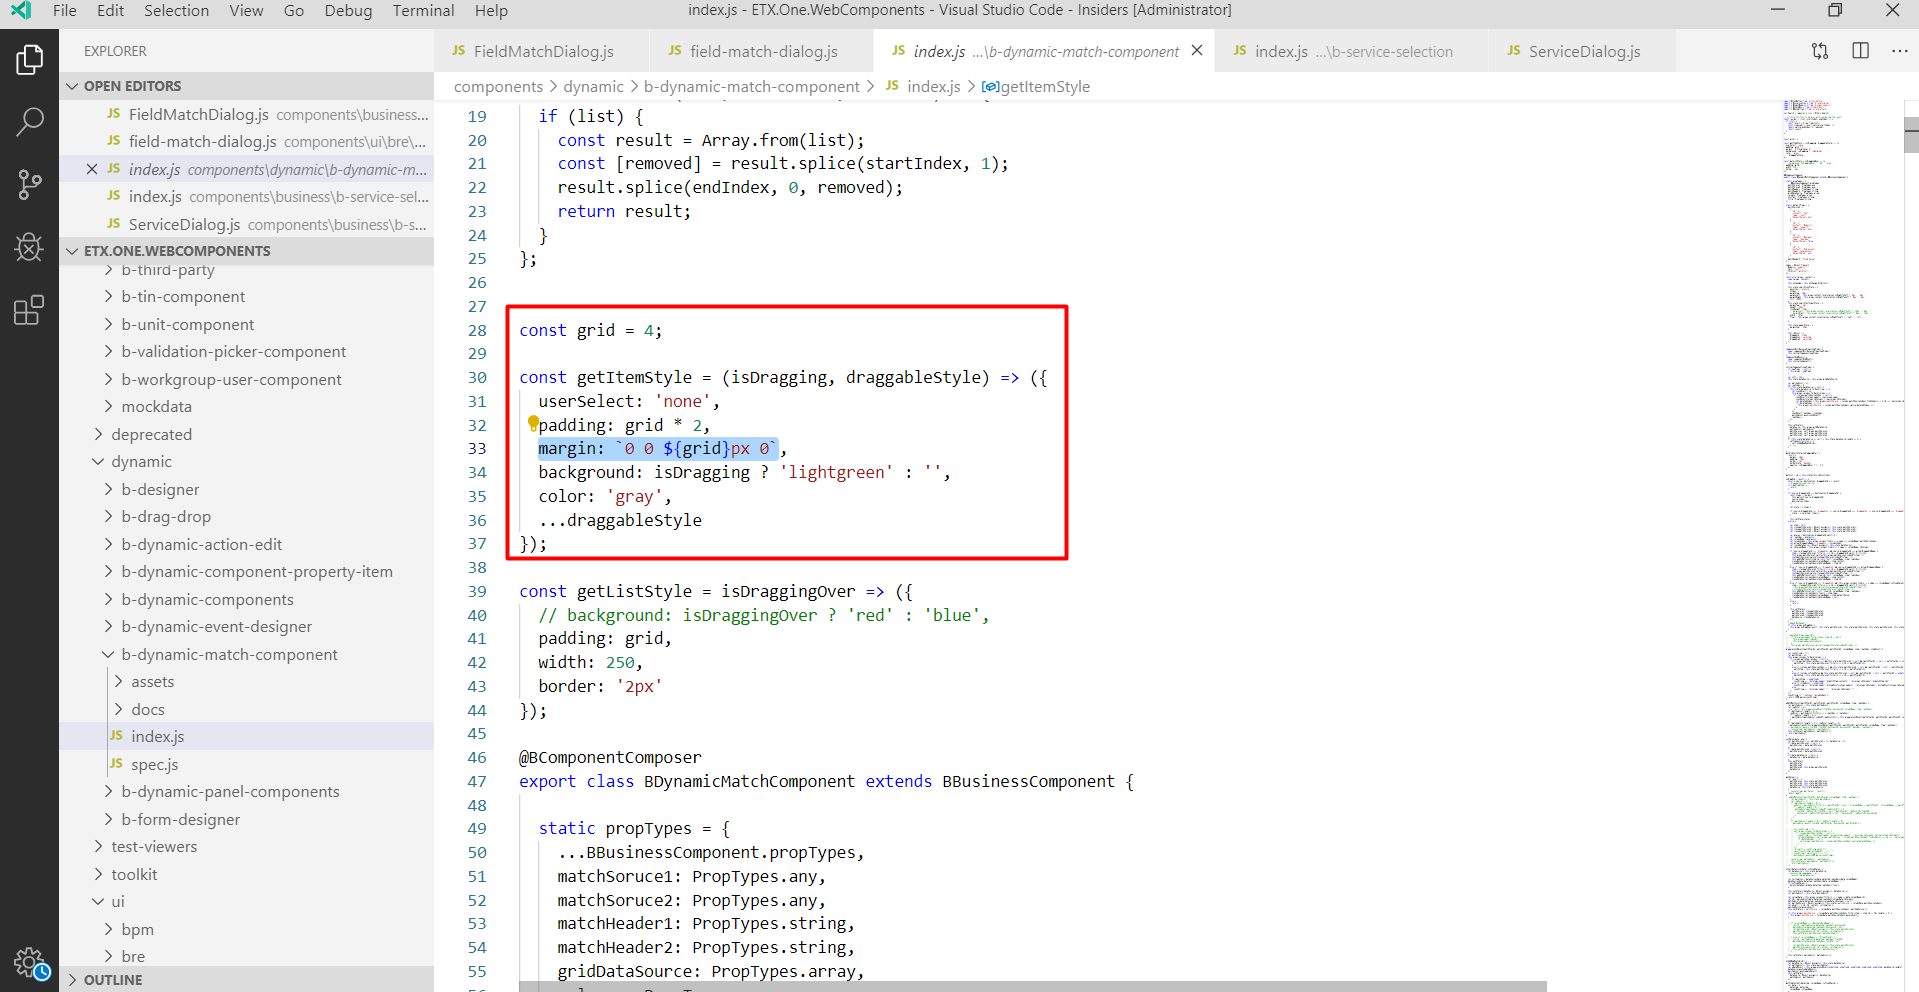 File Edit Selection View Go Debug Terminal Help
index.js - ETX.One.WebComponents - Visual Studio Code - Insiders [Administrator]
EXPLORER
OPEN EDITORS
JS FieldMatchDialog.js components\business...
JS field-match-dialog.js components\ui\bre\...
JS index.js components\dynamic\b-dynamic-m...
JS index.js components\business\b-service-sel...
JS ServiceDialog.js components\business\b-s...
ETX.ONE.WEBCOMPONENTS
b-third-party
b-tin-component
b-unit-component
b-validation-picker-component
b-workgroup-user-component
mockdata
deprecated
dynamic
b-designer
b-drag-drop
b-dynamic-action-edit
b-dynamic-component-property-item
b-dynamic-components
b-dynamic-event-designer
b-dynamic-match-component
assets
docs
JS index.js
JS spec.js
b-dynamic-panel-components
b-form-designer
test-viewers
toolkit
ui
bpm
bre
OUTLINE
JS FieldMatchDialog.js
JS field-match-dialog.js
JS index.js ...\b-dynamic-match-component
JS index.js ...\b-service-selection
JS ServiceDialog.js
components > dynamic > b-dynamic-match-component > JS index.js > getItemStyle
19 if (list) {
20 const result = Array.from(list);
21 const [removed] = result.splice(startIndex, 1);
22 result.splice(endIndex, 0, removed);
23 return result;
24 }
25 };
26
27
28 const grid = 4;
29
30 const getItemStyle = (isDragging, draggableStyle) => ({
31 userSelect: 'none',
32 padding: grid * 2,
33 margin: `0 0 ${grid}px 0`,
34 background: isDragging ? 'lightgreen' : '',
35 color: 'gray',
36 ...draggableStyle
37 });
38
39 const getListStyle = isDraggingOver => ({
40 // background: isDraggingOver ? 'red' : 'blue',
41 padding: grid,
42 width: 250,
43 border: '2px'
44 });
45
46 @BComponentComposer
47 export class BDynamicMatchComponent extends BBusinessComponent {
48
49 static propTypes = {
50 ...BBusinessComponent.propTypes,
51 matchSoruce1: PropTypes.any,
52 matchSoruce2: PropTypes.any,
53 matchHeader1: PropTypes.string,
54 matchHeader2: PropTypes.string,
55 gridDataSource: PropTypes.array,